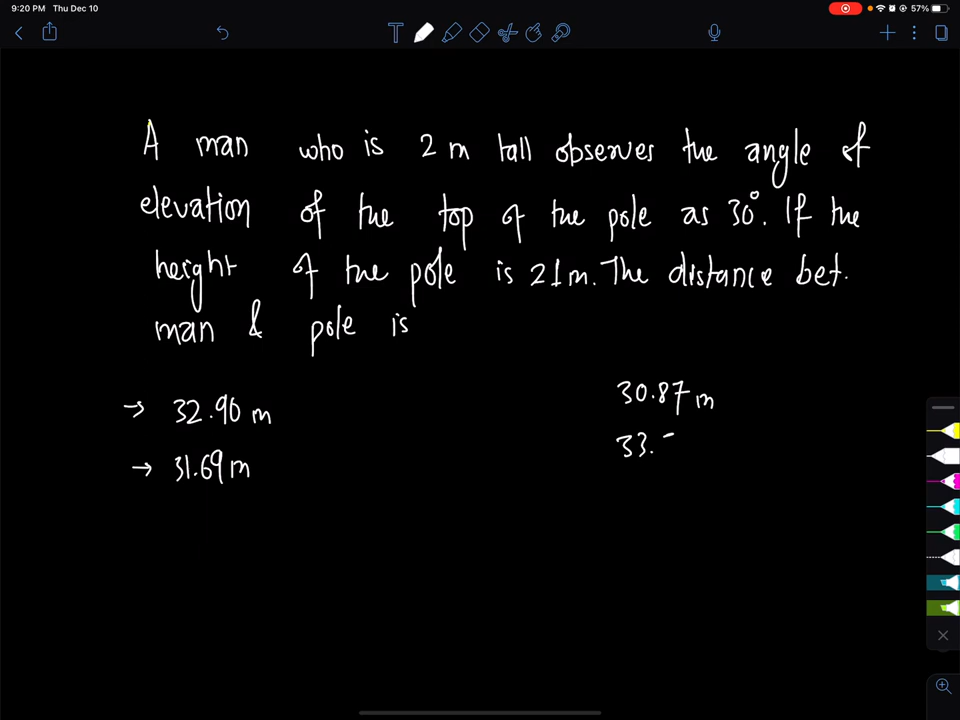 9:20 PM Thu Dec 10
57%
T
A man who is 2 m tall observes the angle of
elevation of the top of the pole as 30°. If the
height of the pole is 21m. The distance bet.
man & pole is
→ 32.90 m
30.87 m
→ 31.69 m
33.